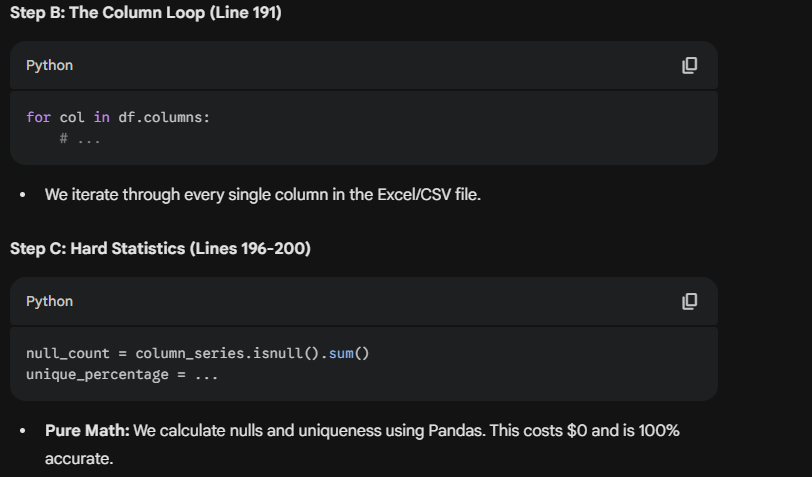 Step B: The Column Loop (Line 191)
Python
for col in df.columns:
    # ...
• We iterate through every single column in the Excel/CSV file.
Step C: Hard Statistics (Lines 196-200)
Python
null_count = column_series.isnull().sum()
unique_percentage = ...
• Pure Math: We calculate nulls and uniqueness using Pandas. This costs $0 and is 100%
accurate.